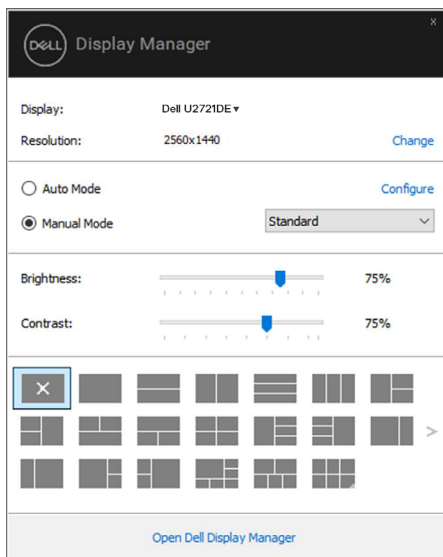 x
DELL Display Manager
Display: Dell U2721DE ▾
Resolution: 2560x1440 Change
Auto Mode Configure
Manual Mode Standard
Brightness: 75%
Contrast: 75%
>
Open Dell Display Manager